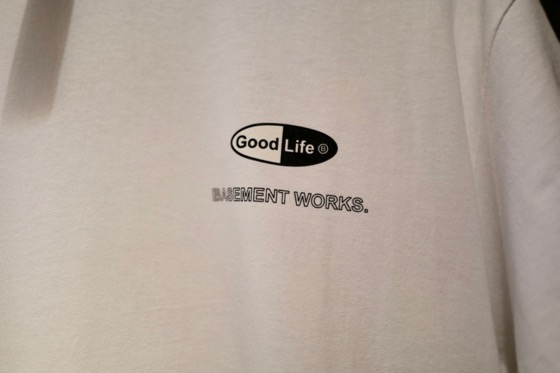 Good Life ®
BASEMENT WORKS.